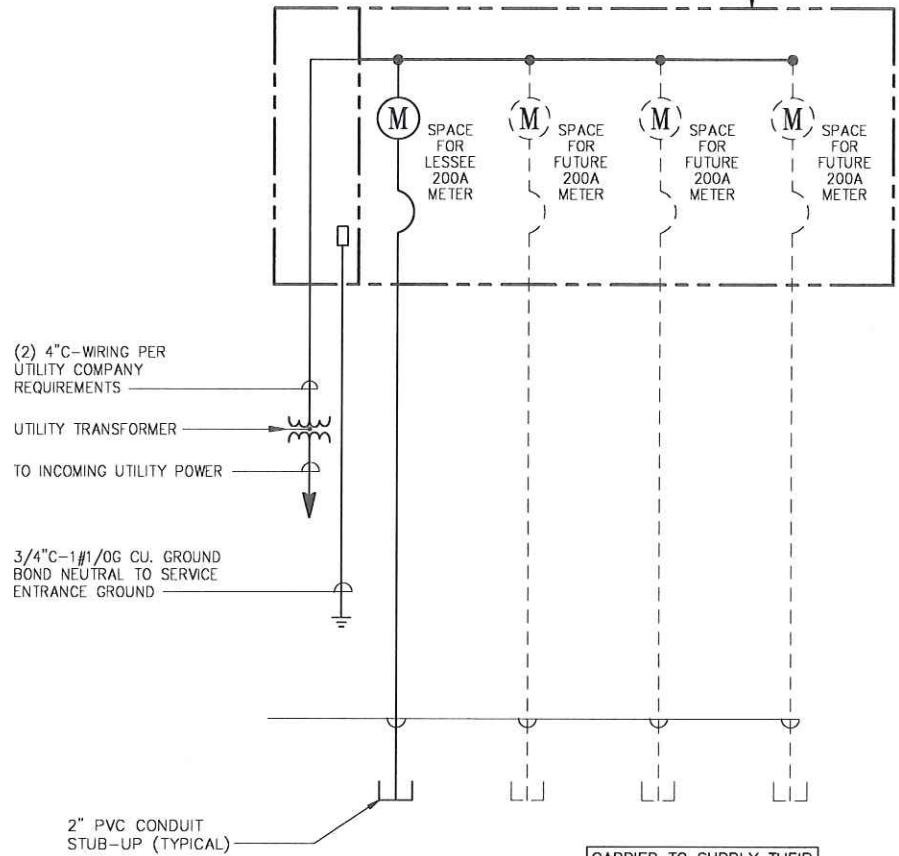 M
SPACE
FOR
LESSEE
200A
METER
M
SPACE
FOR
FUTURE
200A
METER
M
SPACE
FOR
FUTURE
200A
METER
M
SPACE
FOR
FUTURE
200A
METER
(2) 4"C-WIRING PER
UTILITY COMPANY
REQUIREMENTS
UTILITY TRANSFORMER
TO INCOMING UTILITY POWER
3/4"C-1#1/0G CU. GROUND
BOND NEUTRAL TO SERVICE
ENTRANCE GROUND
2" PVC CONDUIT
STUB-UP (TYPICAL)
CARRIER TO SUPPLY THEIR